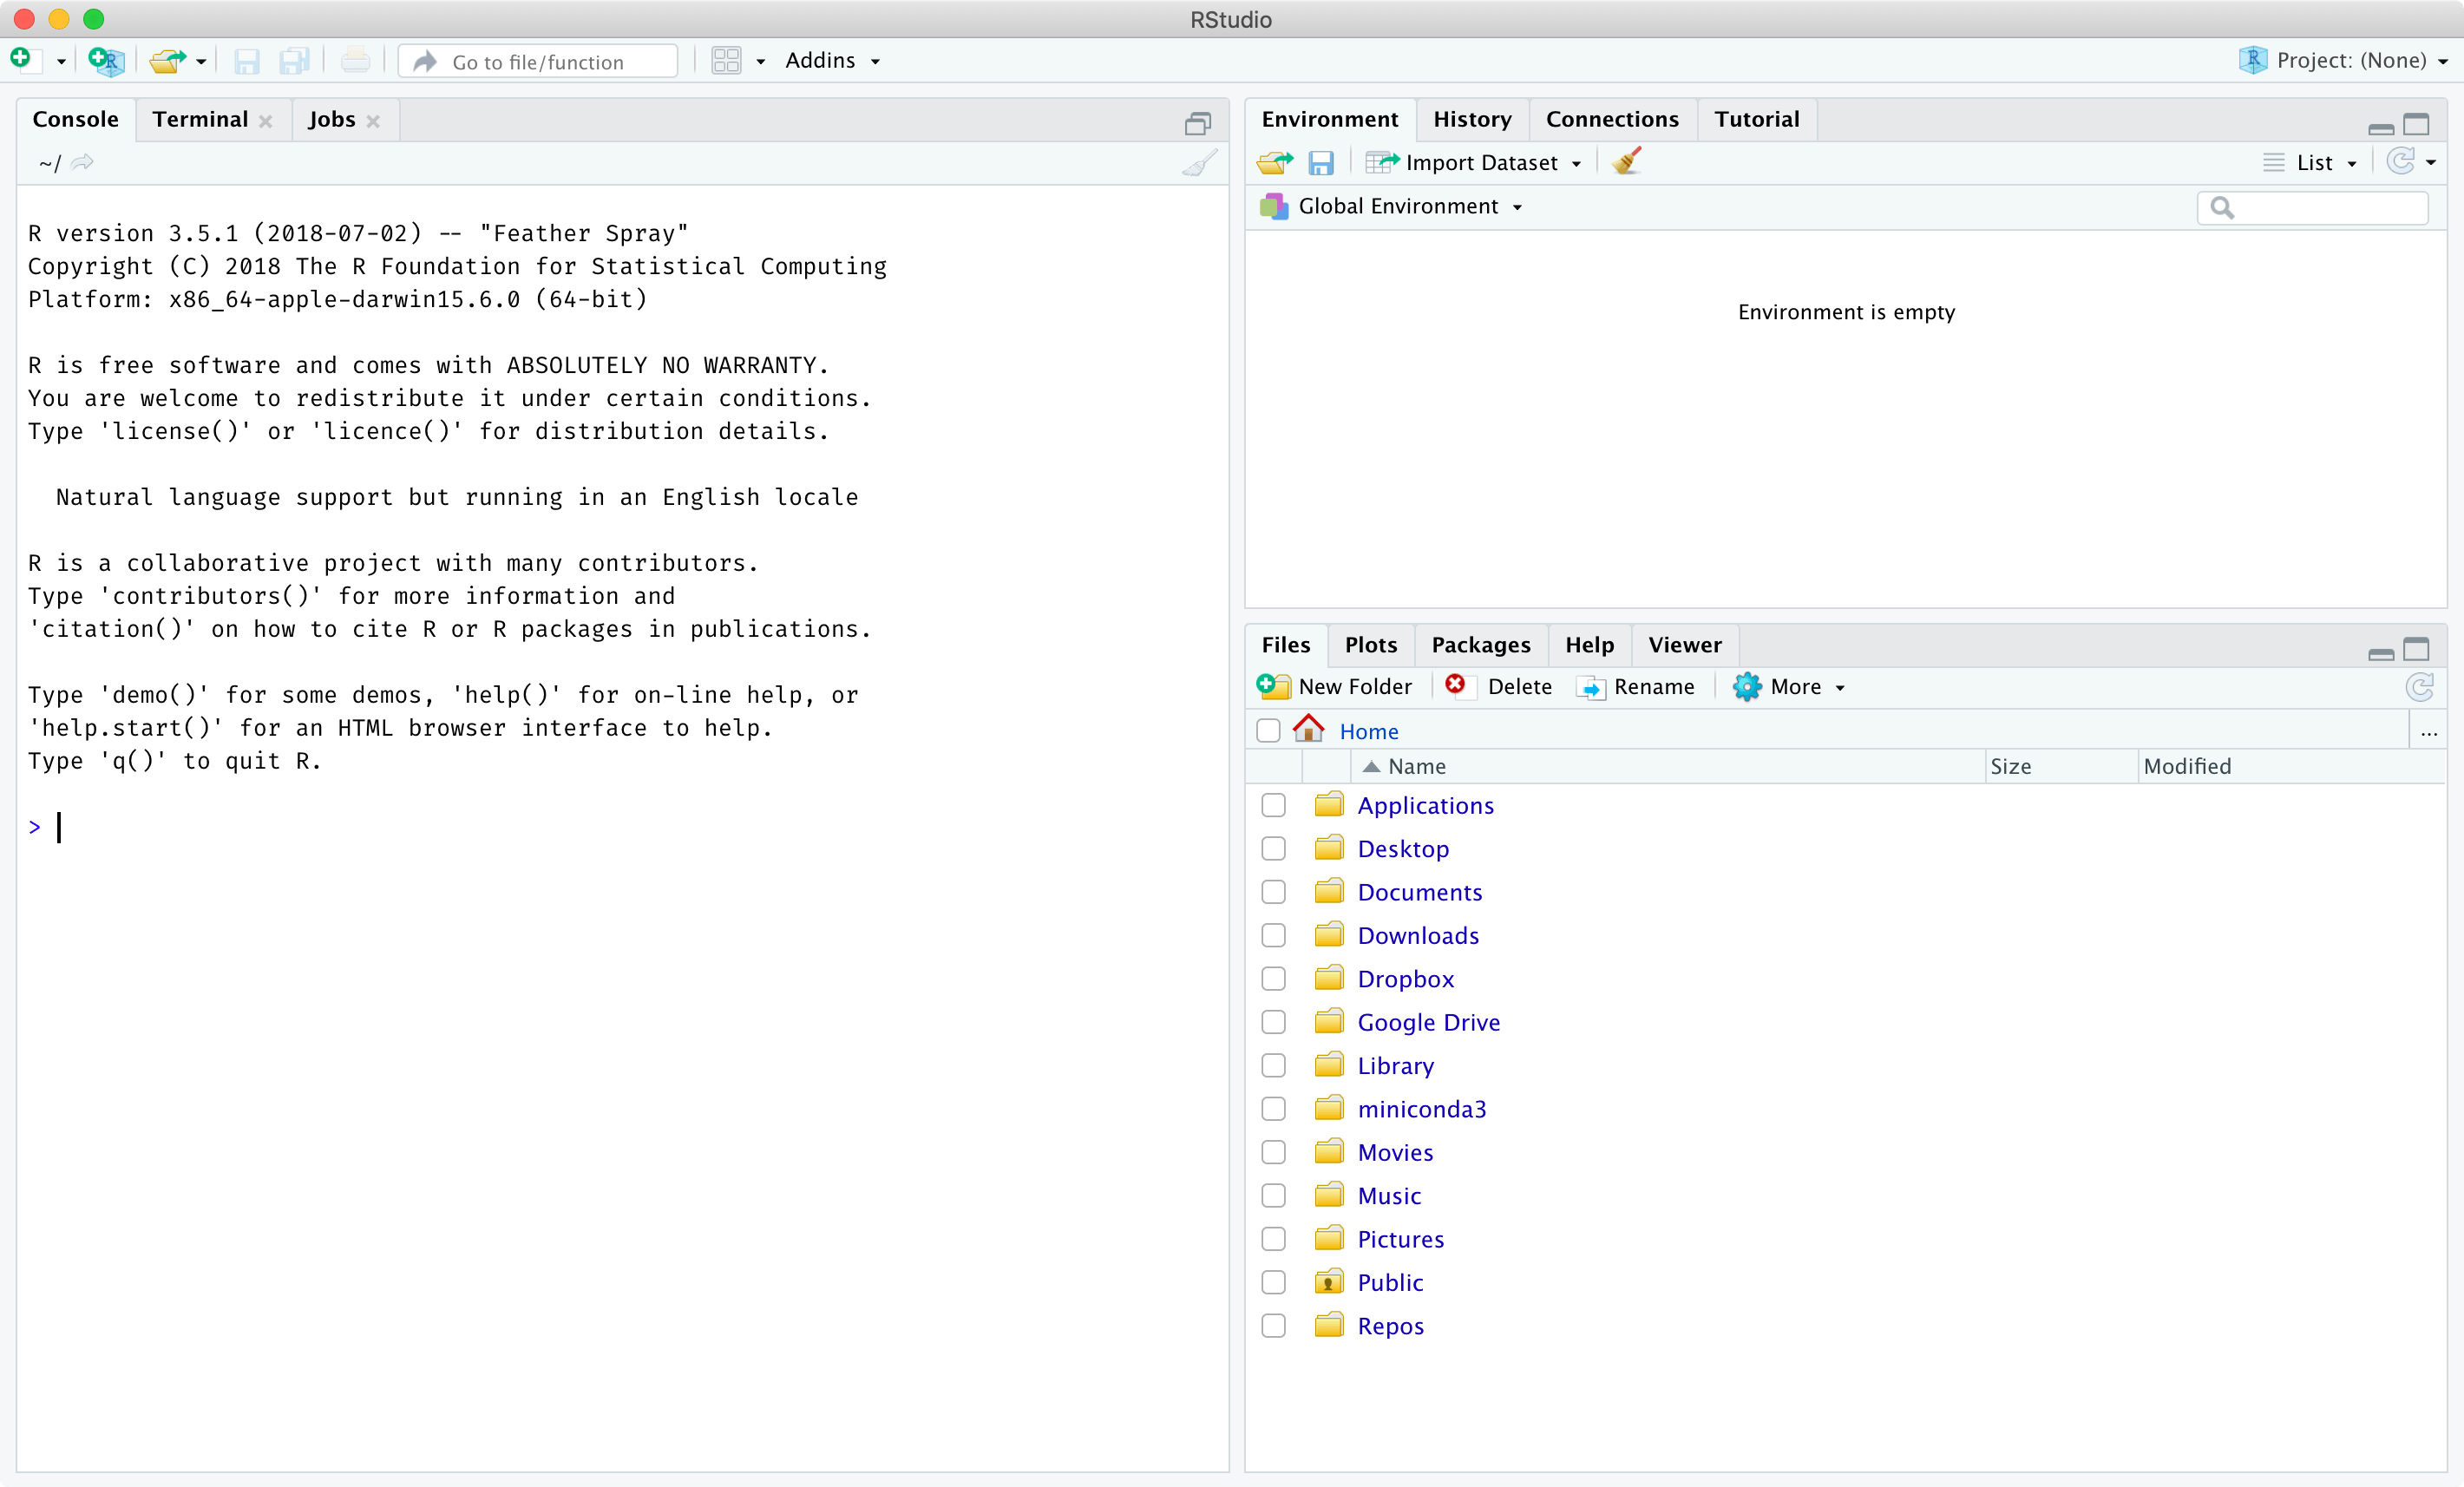 RStudio
Go to file/function
Addins
Project: (None)
Console Terminal Jobs
~/
R version 3.5.1 (2018-07-02) -- "Feather Spray"
Copyright (C) 2018 The R Foundation for Statistical Computing
Platform: x86_64-apple-darwin15.6.0 (64-bit)
R is free software and comes with ABSOLUTELY NO WARRANTY.
You are welcome to redistribute it under certain conditions.
Type 'license()' or 'licence()' for distribution details.
Natural language support but running in an English locale
R is a collaborative project with many contributors.
Type 'contributors()' for more information and
'citation()' on how to cite R or R packages in publications.
Type 'demo()' for some demos, 'help()' for on-line help, or
'help.start()' for an HTML browser interface to help.
Type 'q()' to quit R.
>
Environment History Connections Tutorial
Import Dataset List
Global Environment
Environment is empty
Files Plots Packages Help Viewer
New Folder Delete Rename More
Home ...
Name Size Modified
Applications
Desktop
Documents
Downloads
Dropbox
Google Drive
Library
miniconda3
Movies
Music
Pictures
Public
Repos